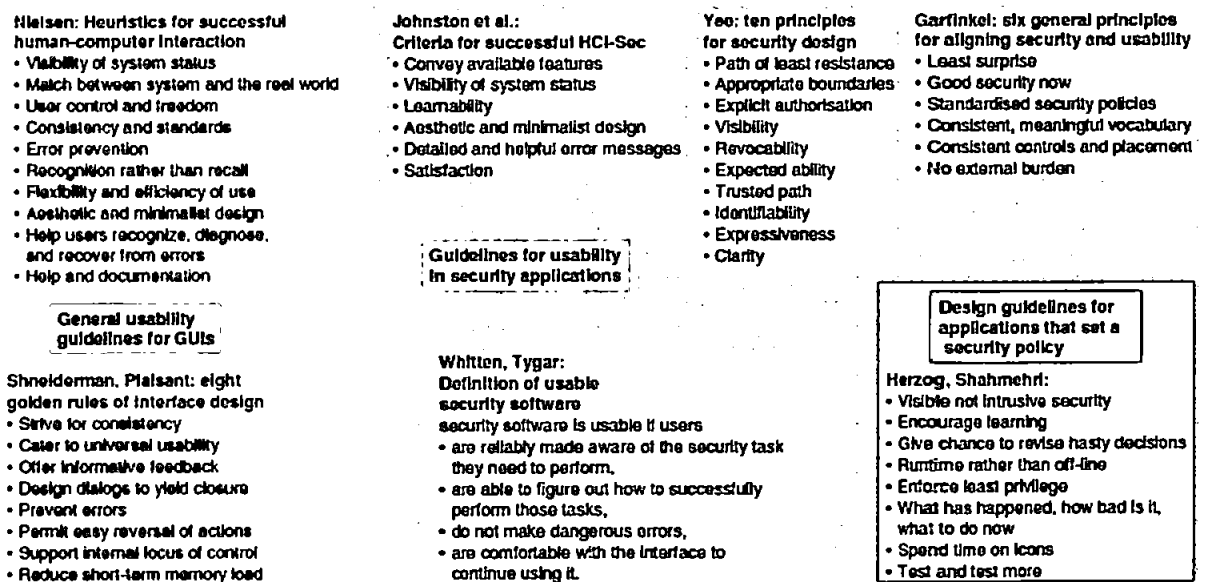 Nielsen: Heuristics for successful
human-computer interaction
• Visibility of system status
• Match between system and the real world
• User control and freedom
• Consistency and standards
• Error prevention
• Recognition rather than recall
• Flexibility and efficiency of use
• Aesthetic and minimalist design
• Help users recognize, diagnose,
and recover from errors
• Help and documentation
Johnston et al.:
Criteria for successful HCI-Sec
• Convey available features
• Visibility of system status
• Learnability
• Aesthetic and minimalist design
• Detailed and helpful error messages
• Satisfaction
Yee: ten principles
for security design
• Path of least resistance
• Appropriate boundaries
• Explicit authorisation
• Visibility
• Revocability
• Expected ability
• Trusted path
• Identifiability
• Expressiveness
• Clarity
Garfinkel: six general principles
for aligning security and usability
• Least surprise
• Good security now
• Standardised security policies
• Consistent, meaningful vocabulary
• Consistent controls and placement
• No external burden
Guidelines for usability
in security applications
General usability
guidelines for GUIs
Shneiderman, Plaisant: eight
golden rules of interface design
• Strive for consistency
• Cater to universal usability
• Offer informative feedback
• Design dialogs to yield closure
• Prevent errors
• Permit easy reversal of actions
• Support internal locus of control
• Reduce short-term memory load
Whitten, Tygar:
Definition of usable
security software
security software is usable if users
• are reliably made aware of the security task
they need to perform,
• are able to figure out how to successfully
perform those tasks,
• do not make dangerous errors,
• are comfortable with the interface to
continue using it.
Design guidelines for
applications that set a
security policy
Herzog, Shahmehri:
• Visible not intrusive security
• Encourage learning
• Give chance to revise hasty decisions
• Runtime rather than off-line
• Enforce least privilege
• What has happened, how bad is it,
what to do now
• Spend time on icons
• Test and test more